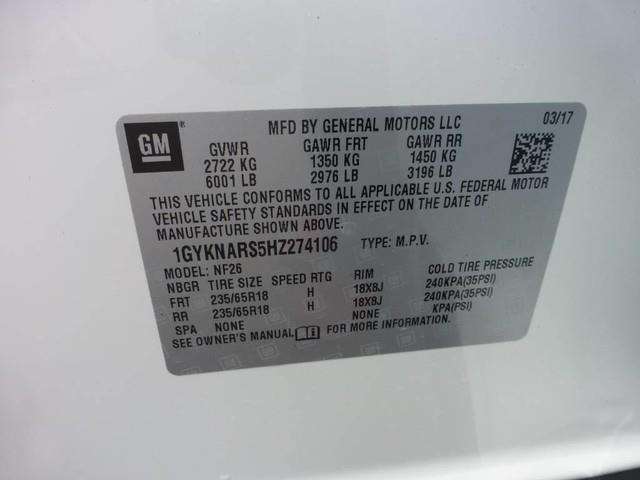 GM®
MFD BY GENERAL MOTORS LLC 03/17
GVWR GAWR FRT GAWR RR
2722 KG 1350 KG 1450 KG
6001 LB 2976 LB 3196 LB
THIS VEHICLE CONFORMS TO ALL APPLICABLE U.S. FEDERAL MOTOR
VEHICLE SAFETY STANDARDS IN EFFECT ON THE DATE OF
MANUFACTURE SHOWN ABOVE.
1GYKNARS5HZ274106 TYPE: M.P.V.
MODEL: NF26
NBGR TIRE SIZE SPEED RTG RIM COLD TIRE PRESSURE
FRT 235/65R18 H 18X8J 240KPA(35PSI)
RR 235/65R18 H 18X8J 240KPA(35PSI)
SPA NONE NONE KPA(PSI)
SEE OWNER'S MANUAL FOR MORE INFORMATION.